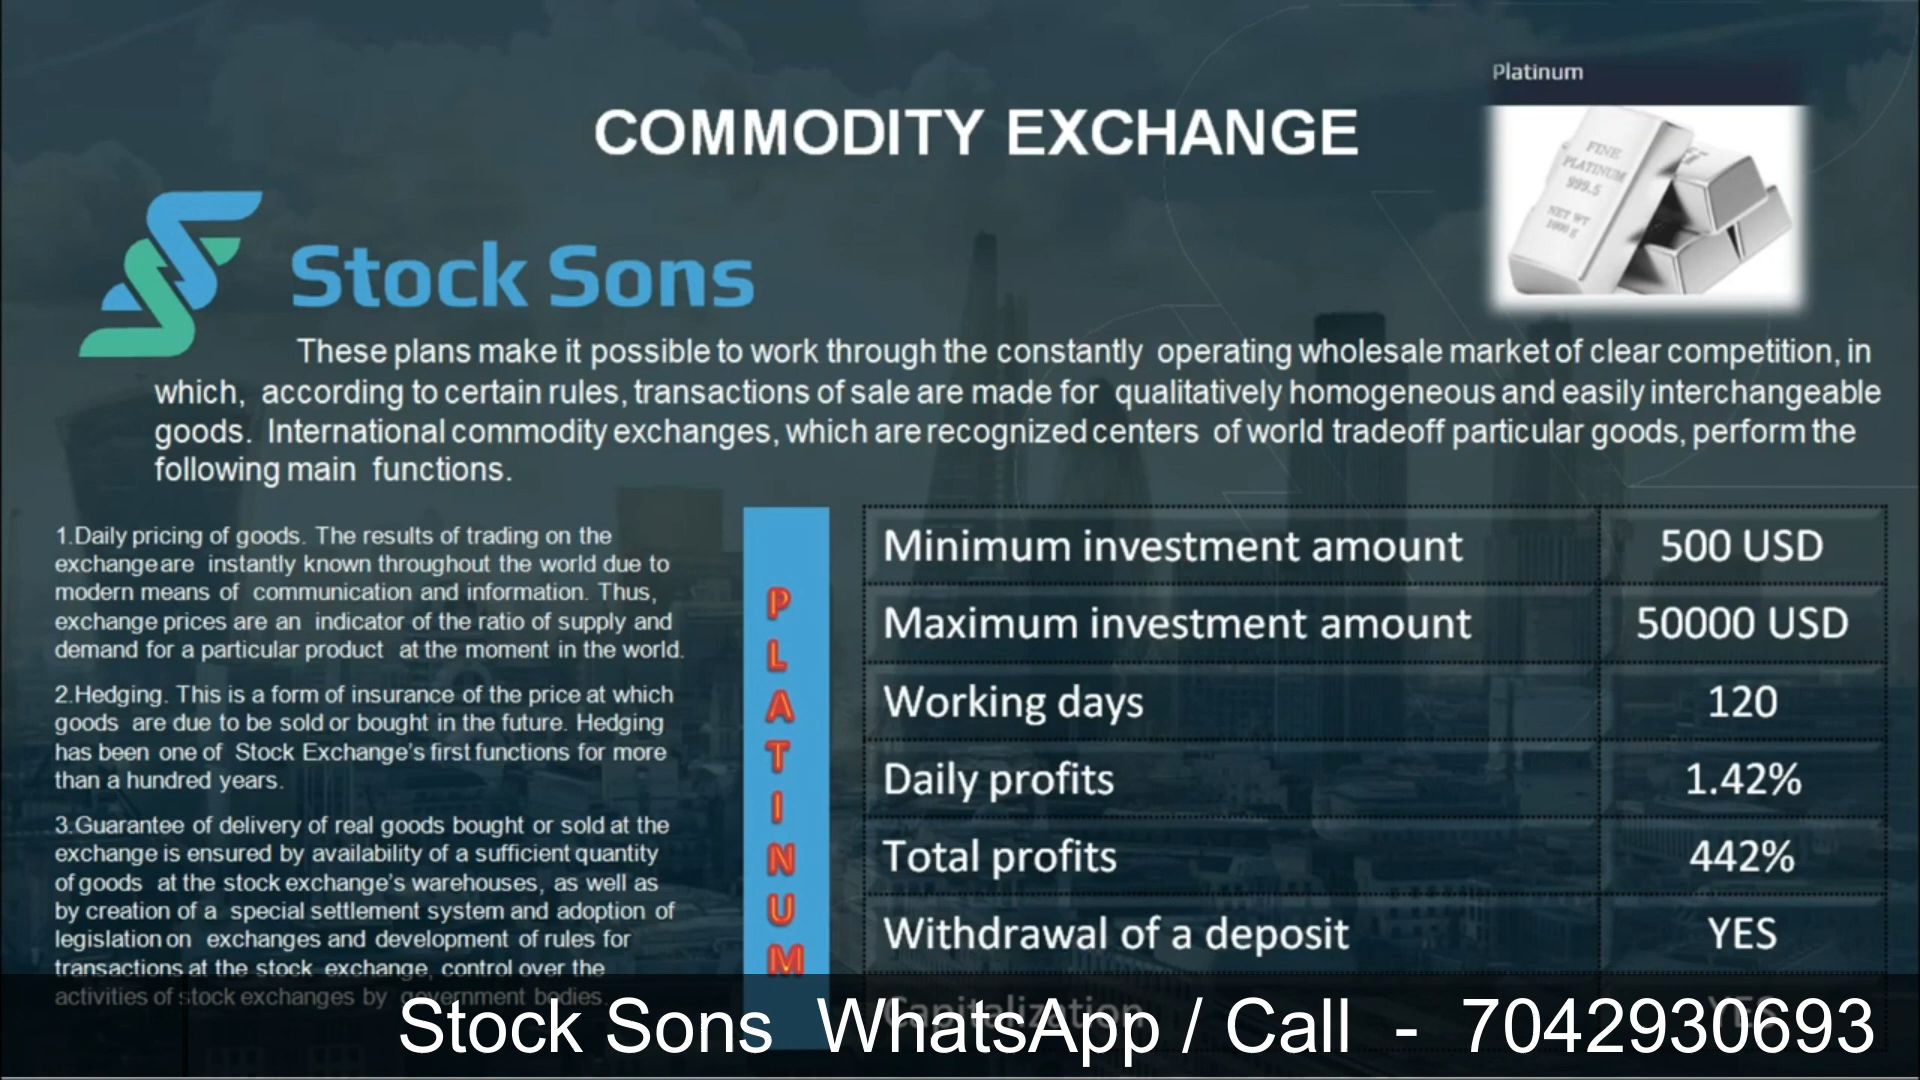 Platinum
FINE
PLATINUM
999.5
NET WT
1000 g
COMMODITY EXCHANGE
Stock Sons
These plans make it possible to work through the constantly operating wholesale market of clear competition, in
which, according to certain rules, transactions of sale are made for qualitatively homogeneous and easily interchangeable
goods. International commodity exchanges, which are recognized centers of world tradeoff particular goods, perform the
following main functions.
1.Daily pricing of goods. The results of trading on the
exchange are instantly known throughout the world due to
modern means of communication and information. Thus,
exchange prices are an indicator of the ratio of supply and
demand for a particular product at the moment in the world.
2.Hedging. This is a form of insurance of the price at which
goods are due to be sold or bought in the future. Hedging
has been one of Stock Exchange's first functions for more
than a hundred years.
3.Guarantee of delivery of real goods bought or sold at the
exchange is ensured by availability of a sufficient quantity
of goods at the stock exchange's warehouses, as well as
by creation of a special settlement system and adoption of
legislation on exchanges and development of rules for
transactions at the stock exchange, control over the
activities of stock exchanges by government bodies.
PLATINUM
Minimum investment amount 500 USD
Maximum investment amount 50000 USD
Working days 120
Daily profits 1.42%
Total profits 442%
Withdrawal of a deposit YES
Capitalization YES
Stock Sons WhatsApp / Call - 7042930693